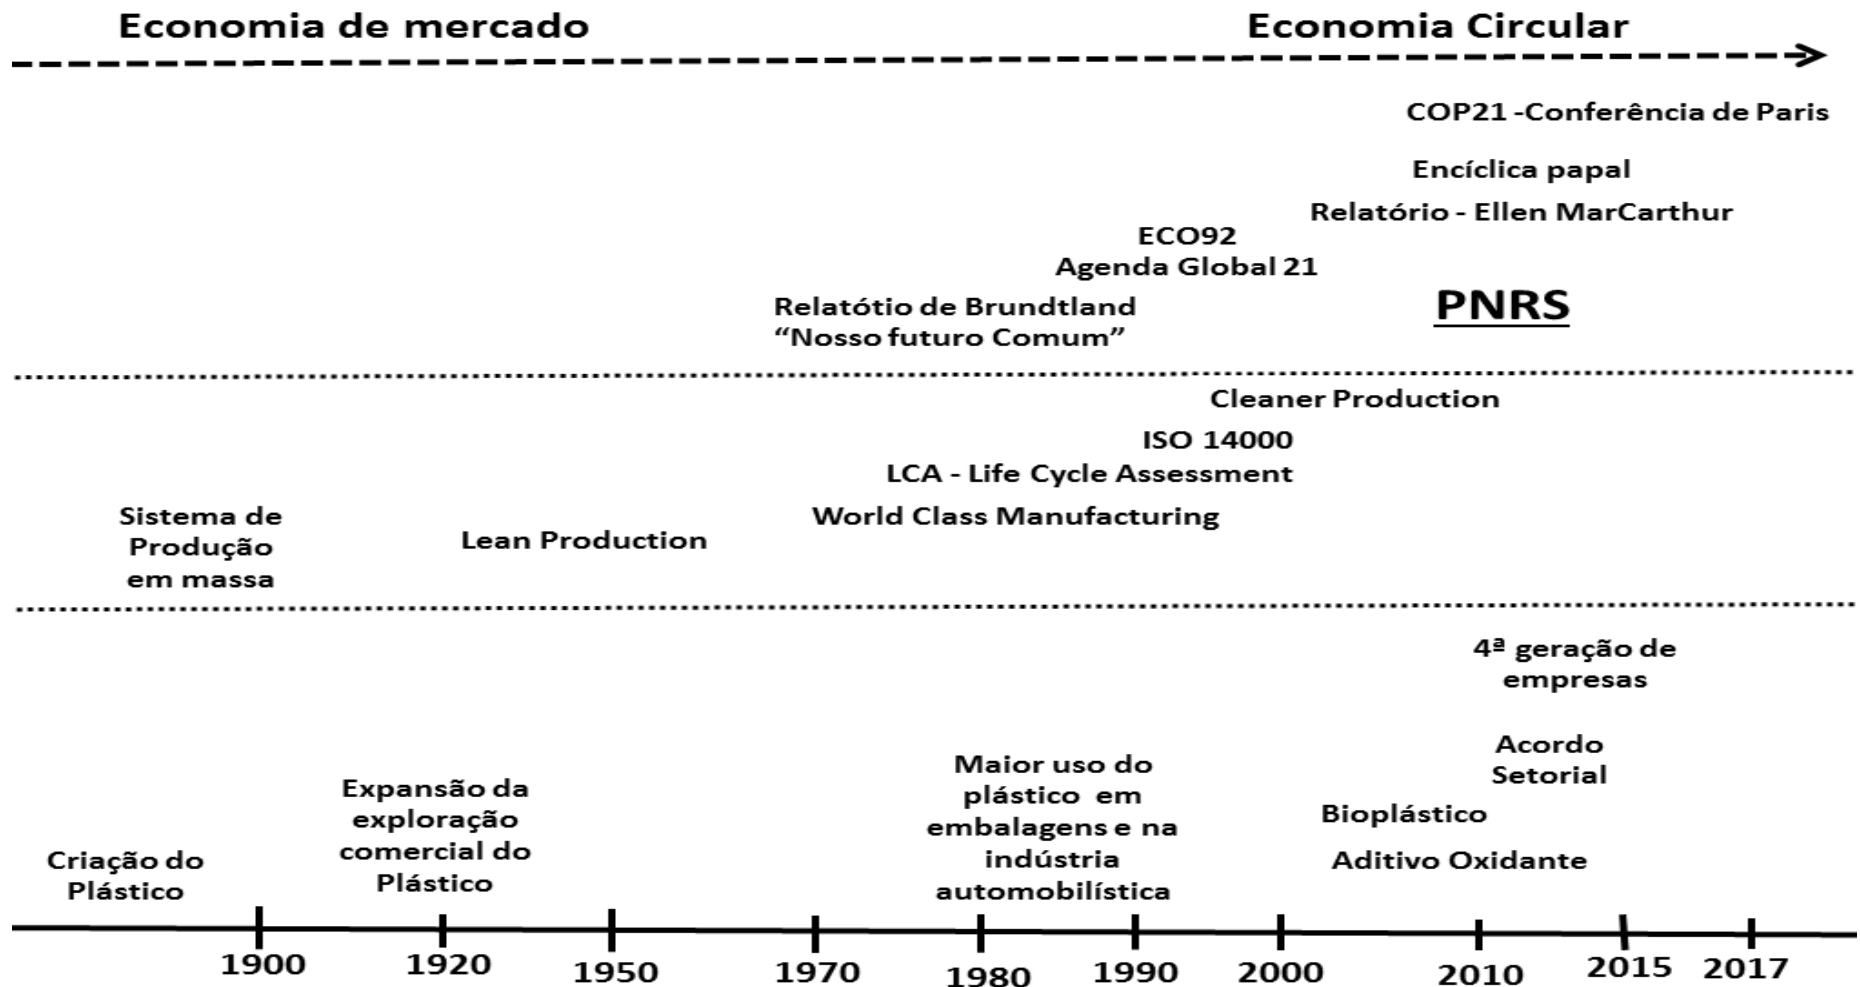 Economia de mercado
Economia Circular
COP21 -Conferência de Paris
Encíclica papal
Relatório - Ellen MarCarthur
ECO92
Agenda Global 21
Relatótio de Brundtland
“Nosso futuro Comum”
PNRS
Cleaner Production
ISO 14000
LCA - Life Cycle Assessment
World Class Manufacturing
Sistema de
Produção
em massa
Lean Production
4ª geração de
empresas
Acordo
Setorial
Bioplástico
Aditivo Oxidante
Maior uso do
plástico em
embalagens e na
indústria
automobilística
Expansão da
exploração
comercial do
Plástico
Criação do
Plástico
1900
1920
1950
1970
1980
1990
2000
2010
2015
2017